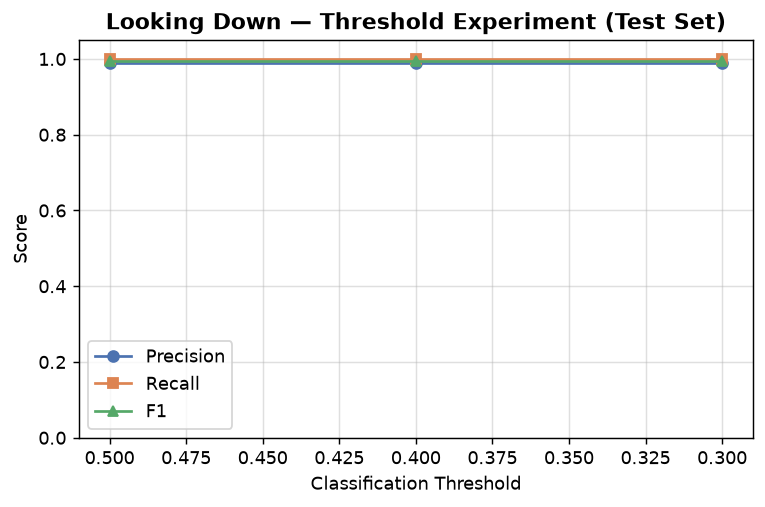 Looking Down — Threshold Experiment (Test Set)
1.0
0.8
0.6
0.4
0.2
0.0
Score
Precision
Recall
F1
0.500 0.475 0.450 0.425 0.400 0.375 0.350 0.325 0.300
Classification Threshold